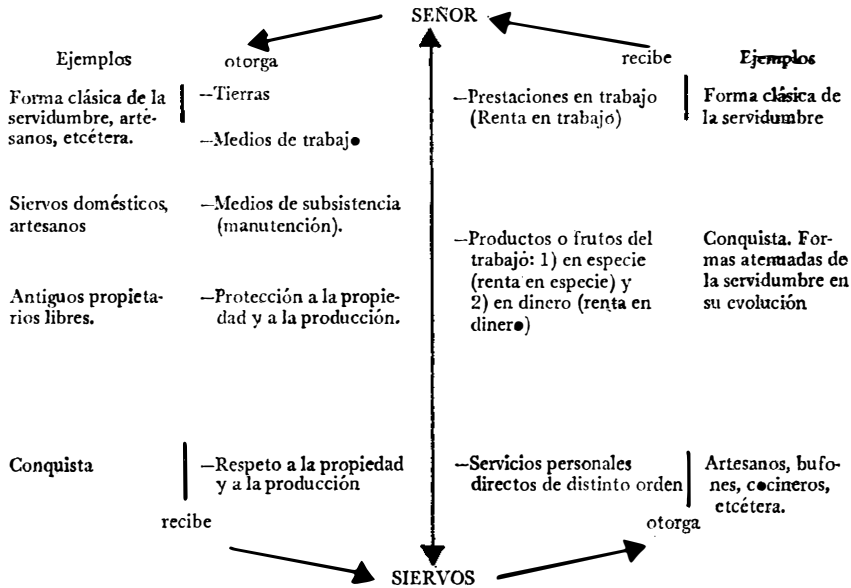 SEÑOR
Ejemplos
otorga
recibe
Ejemplos
Forma clásica de la
servidumbre, arte-
sanos, etcétera.
—Tierras
—Medios de trabajo
—Prestaciones en trabajo
(Renta en trabajo)
Forma clásica de
la servidumbre
Siervos domésticos,
artesanos
—Medios de subsistencia
(manutención).
—Productos o frutos del
trabajo: 1) en especie
(renta en especie) y
2) en dinero (renta en
dinero)
Conquista. For-
mas atenuadas de
la servidumbre en
su evolución
Antiguos propieta-
rios libres.
—Protección a la propie-
dad y a la producción.
Conquista
—Respeto a la propiedad
y a la producción
—Servicios personales
directos de distinto orden
Artesanos, bufo-
nes, cocineros,
etcétera.
recibe
otorga
SIERVOS